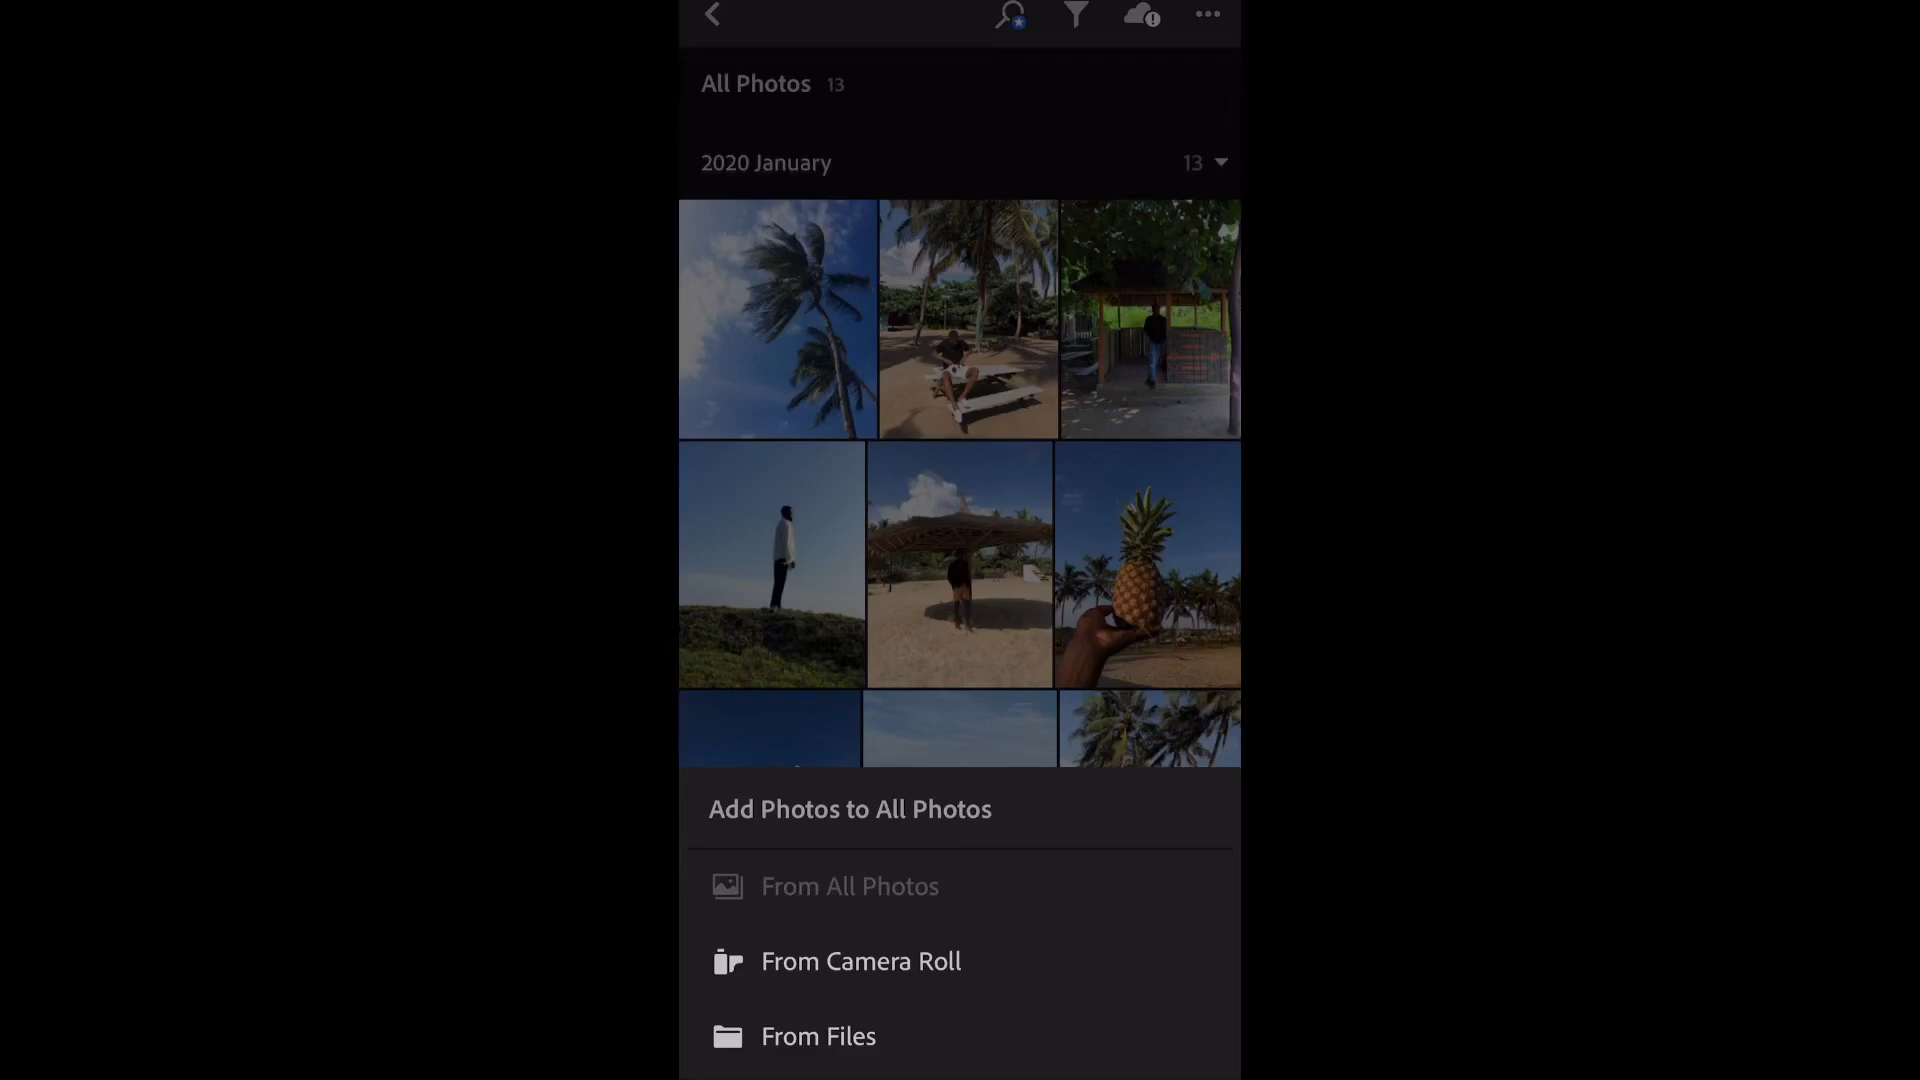 All Photos 13
2020 January 13
Add Photos to All Photos
From All Photos
From Camera Roll
From Files